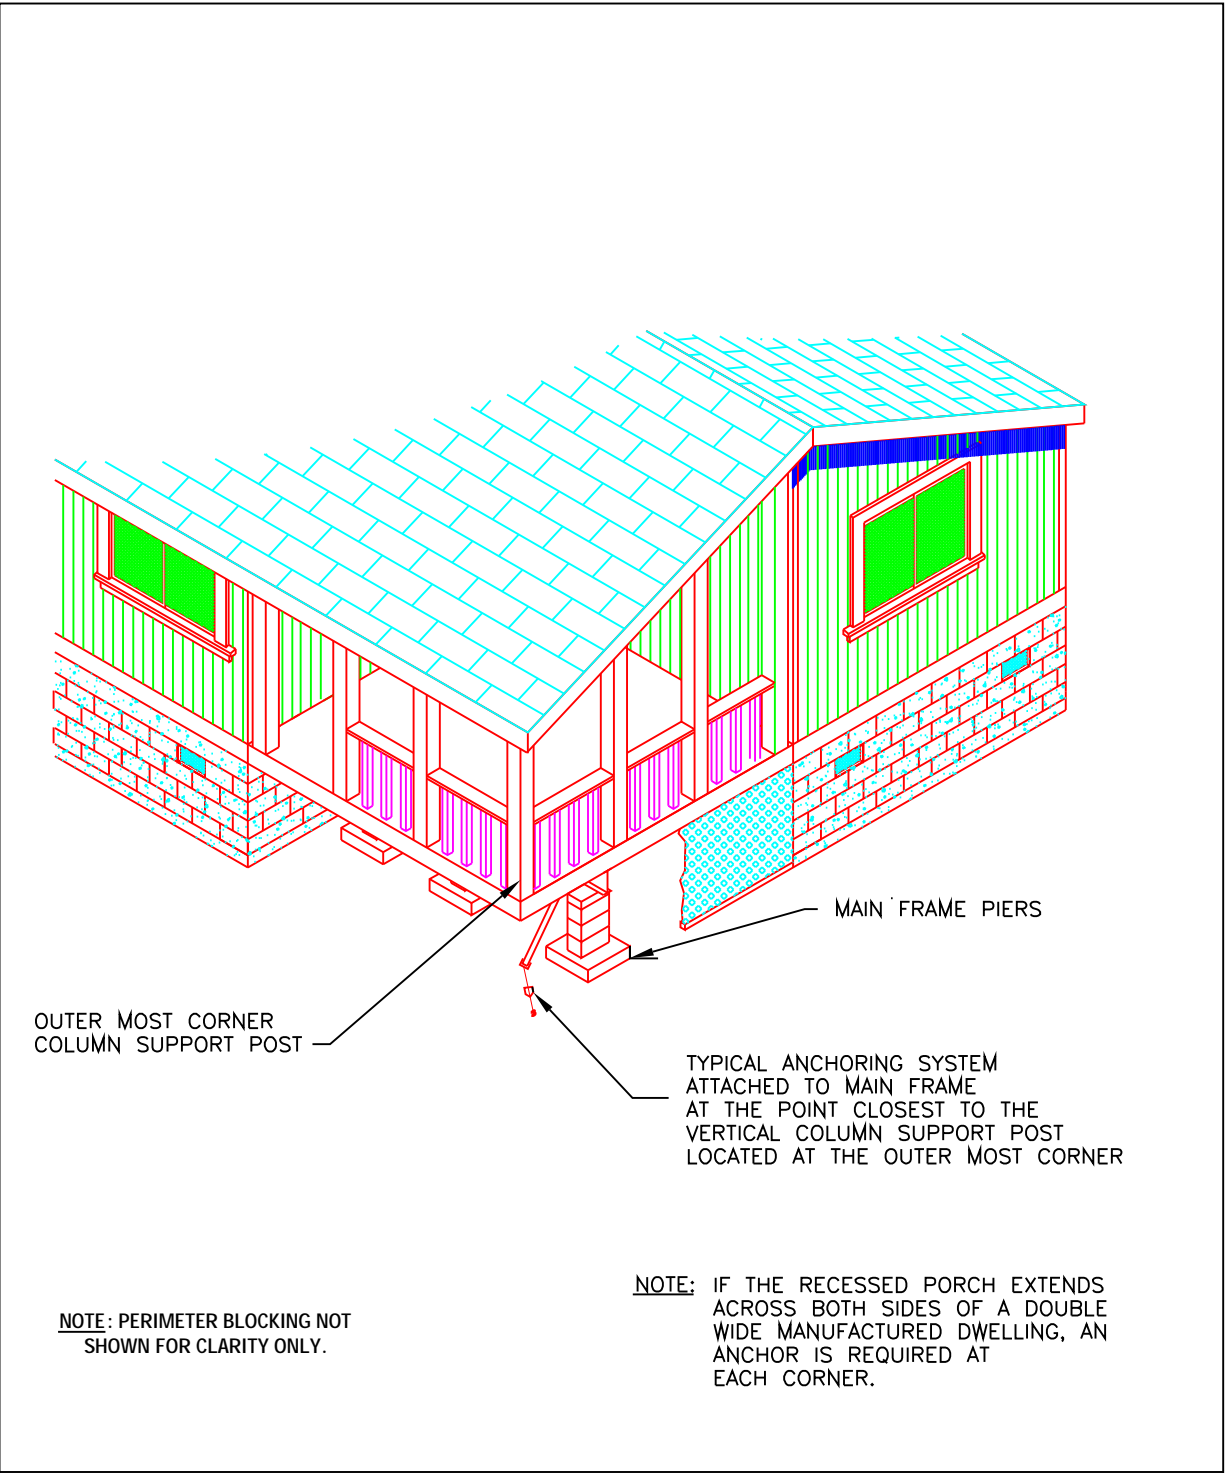 MAIN FRAME PIERS
OUTER MOST CORNER
COLUMN SUPPORT POST
TYPICAL ANCHORING SYSTEM
ATTACHED TO MAIN FRAME
AT THE POINT CLOSEST TO THE
VERTICAL COLUMN SUPPORT POST
LOCATED AT THE OUTER MOST CORNER
NOTE: IF THE RECESSED PORCH EXTENDS
ACROSS BOTH SIDES OF A DOUBLE
WIDE MANUFACTURED DWELLING, AN
ANCHOR IS REQUIRED AT
EACH CORNER.
NOTE: PERIMETER BLOCKING NOT
SHOWN FOR CLARITY ONLY.